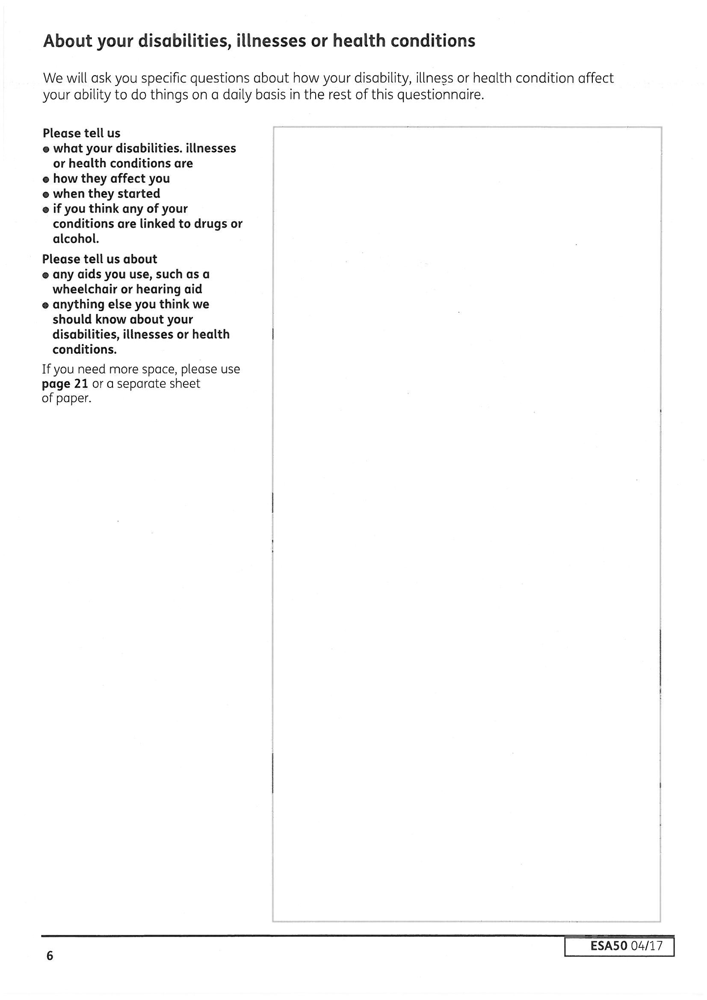 About your disabilities, illnesses or health conditions
We will ask you specific questions about how your disability, illness or health condition affect
your ability to do things on a daily basis in the rest of this questionnaire.
Please tell us
● what your disabilities. illnesses
or health conditions are
● how they affect you
● when they started
● if you think any of your
conditions are linked to drugs or
alcohol.
Please tell us about
● any aids you use, such as a
wheelchair or hearing aid
● anything else you think we
should know about your
disabilities, illnesses or health
conditions.
If you need more space, please use
page 21 or a separate sheet
of paper.
6
ESA50 04/17